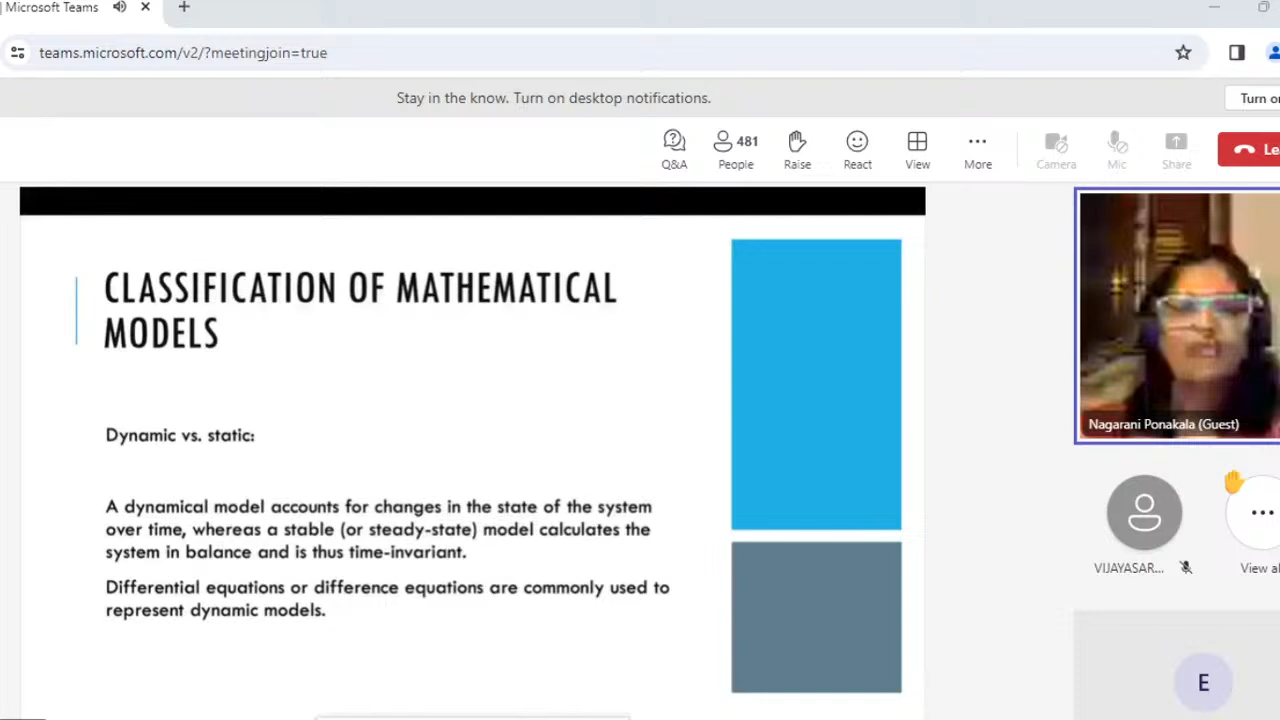 Microsoft Teams
teams.microsoft.com/v2/?meetingjoin=true
Stay in the know. Turn on desktop notifications.
Turn o
Q&A
481
People
Raise
React
View
More
Camera
Mic
Share
Le
CLASSIFICATION OF MATHEMATICAL
MODELS
Dynamic vs. static:
A dynamical model accounts for changes in the state of the system
over time, whereas a stable (or steady-state) model calculates the
system in balance and is thus time-invariant.
Differential equations or difference equations are commonly used to
represent dynamic models.
Nagarani Ponakala (Guest)
VIJAYASAR...
View al
E